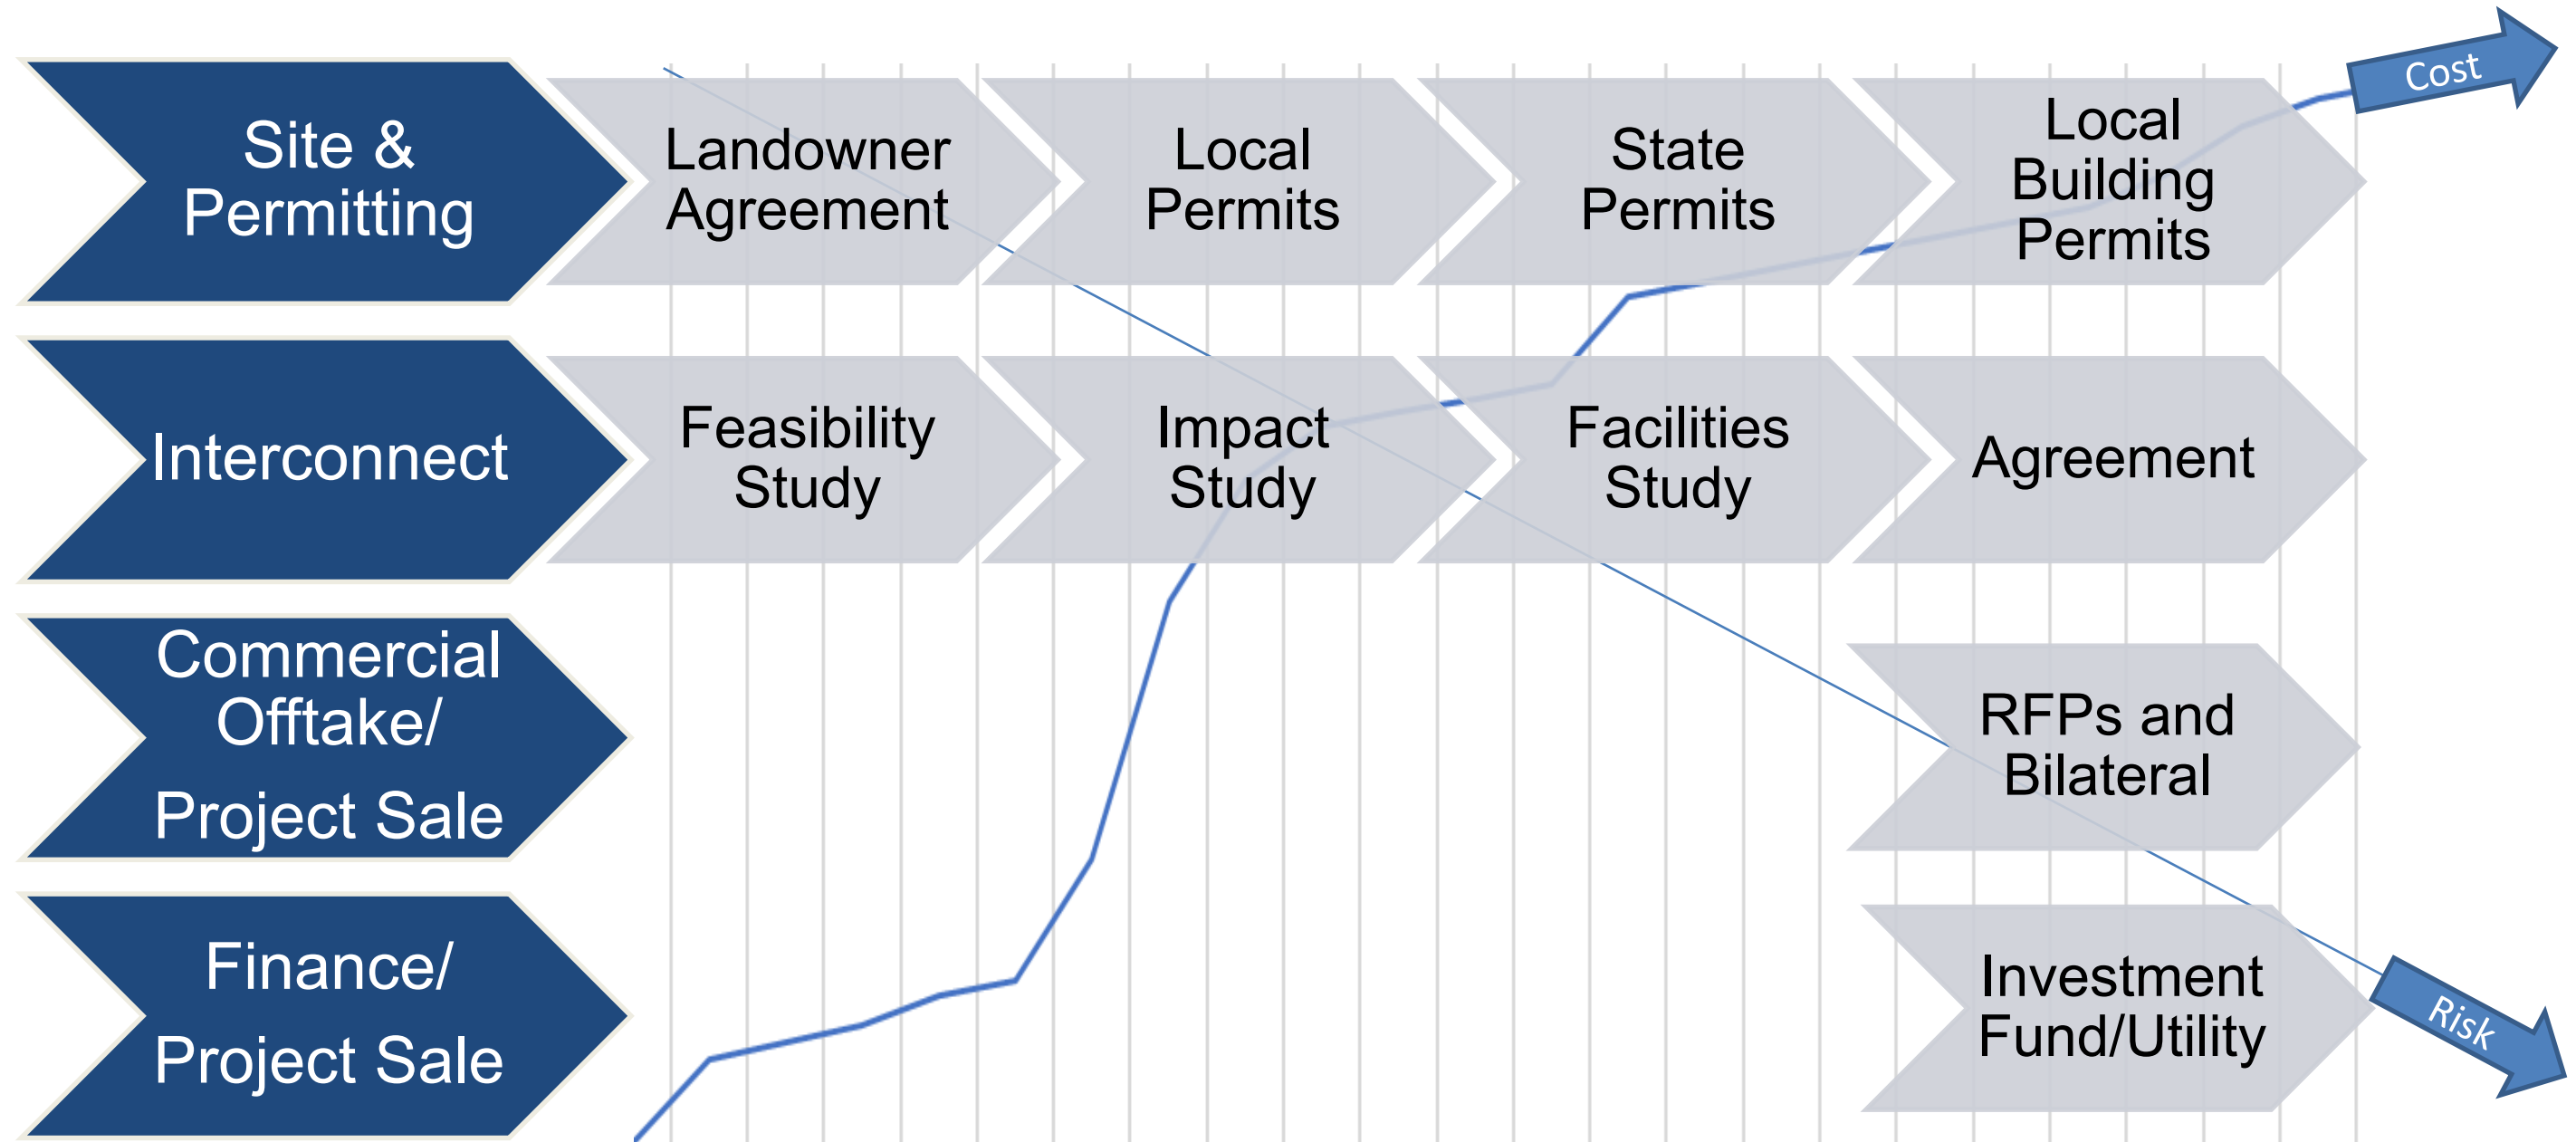 Cost
Site &
Permitting
Landowner
Agreement
Local
Permits
State
Permits
Local
Building
Permits
Interconnect
Feasibility
Study
Impact
Study
Facilities
Study
Agreement
Commercial
Offtake/
Project Sale
RFPs and
Bilateral
Finance/
Project Sale
Investment
Fund/Utility
Risk